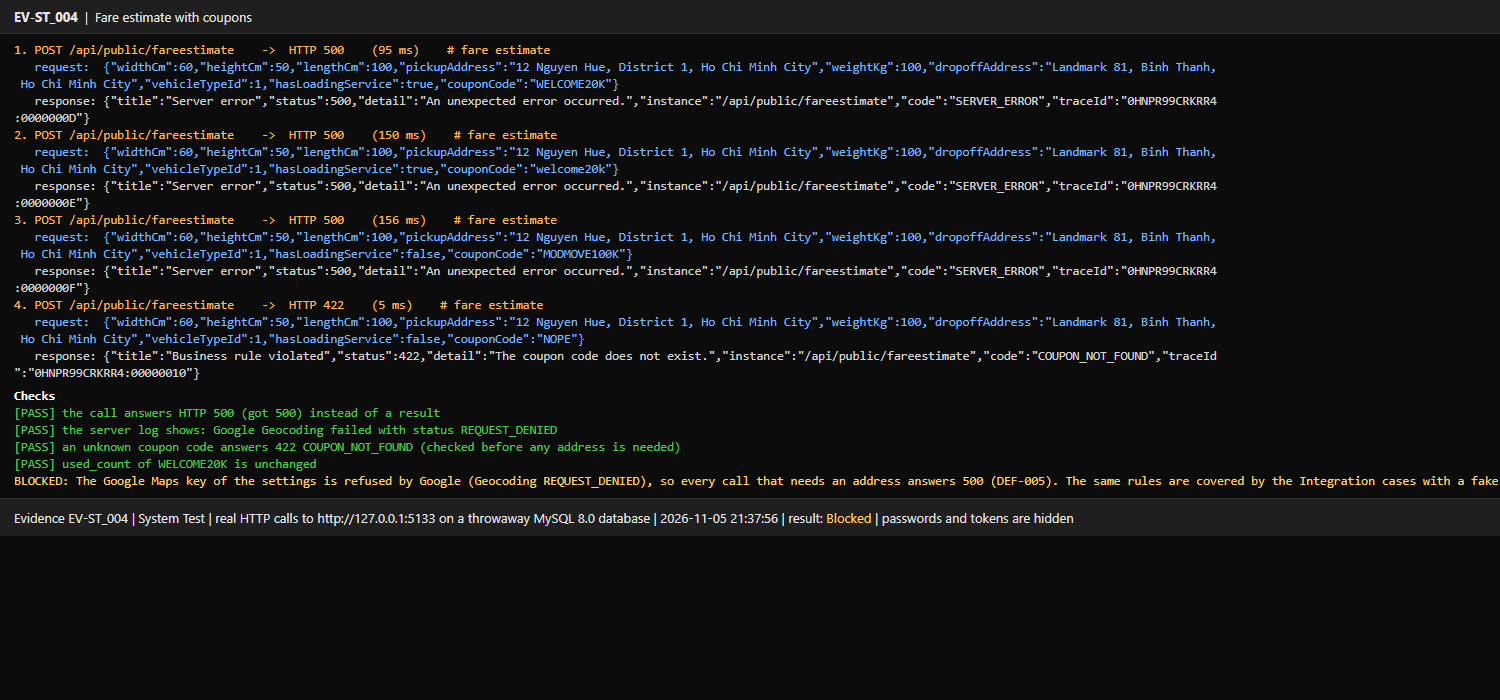 EV-ST_004 | Fare estimate with coupons
1. POST /api/public/fareestimate -> HTTP 500 (95 ms) # fare estimate
request: {"widthCm":60,"heightCm":50,"lengthCm":100,"pickupAddress":"12 Nguyen Hue, District 1, Ho Chi Minh City","weightKg":100,"dropoffAddress":"Landmark 81, Binh Thanh,
Ho Chi Minh City","vehicleTypeId":1,"hasLoadingService":true,"couponCode":"WELCOME20K"}
response: {"title":"Server error","status":500,"detail":"An unexpected error occurred.","instance":"/api/public/fareestimate","code":"SERVER_ERROR","traceId":"0HNPR99CRKRR4
:0000000D"}
2. POST /api/public/fareestimate -> HTTP 500 (150 ms) # fare estimate
request: {"widthCm":60,"heightCm":50,"lengthCm":100,"pickupAddress":"12 Nguyen Hue, District 1, Ho Chi Minh City","weightKg":100,"dropoffAddress":"Landmark 81, Binh Thanh,
Ho Chi Minh City","vehicleTypeId":1,"hasLoadingService":true,"couponCode":"welcome20k"}
response: {"title":"Server error","status":500,"detail":"An unexpected error occurred.","instance":"/api/public/fareestimate","code":"SERVER_ERROR","traceId":"0HNPR99CRKRR4
:0000000E"}
3. POST /api/public/fareestimate -> HTTP 500 (156 ms) # fare estimate
request: {"widthCm":60,"heightCm":50,"lengthCm":100,"pickupAddress":"12 Nguyen Hue, District 1, Ho Chi Minh City","weightKg":100,"dropoffAddress":"Landmark 81, Binh Thanh,
Ho Chi Minh City","vehicleTypeId":1,"hasLoadingService":false,"couponCode":"MODMOVE100K"}
response: {"title":"Server error","status":500,"detail":"An unexpected error occurred.","instance":"/api/public/fareestimate","code":"SERVER_ERROR","traceId":"0HNPR99CRKRR4
:0000000F"}
4. POST /api/public/fareestimate -> HTTP 422 (5 ms) # fare estimate
request: {"widthCm":60,"heightCm":50,"lengthCm":100,"pickupAddress":"12 Nguyen Hue, District 1, Ho Chi Minh City","weightKg":100,"dropoffAddress":"Landmark 81, Binh Thanh,
Ho Chi Minh City","vehicleTypeId":1,"hasLoadingService":false,"couponCode":"NOPE"}
response: {"title":"Business rule violated","status":422,"detail":"The coupon code does not exist.","instance":"/api/public/fareestimate","code":"COUPON_NOT_FOUND","traceId
":"0HNPR99CRKRR4:00000010"}
Checks
[PASS] the call answers HTTP 500 (got 500) instead of a result
[PASS] the server log shows: Google Geocoding failed with status REQUEST_DENIED
[PASS] an unknown coupon code answers 422 COUPON_NOT_FOUND (checked before any address is needed)
[PASS] used_count of WELCOME20K is unchanged
BLOCKED: The Google Maps key of the settings is refused by Google (Geocoding REQUEST_DENIED), so every call that needs an address answers 500 (DEF-005). The same rules are covered by the Integration cases with a fake
Evidence EV-ST_004 | System Test | real HTTP calls to http://127.0.0.1:5133 on a throwaway MySQL 8.0 database | 2026-11-05 21:37:56 | result: Blocked | passwords and tokens are hidden